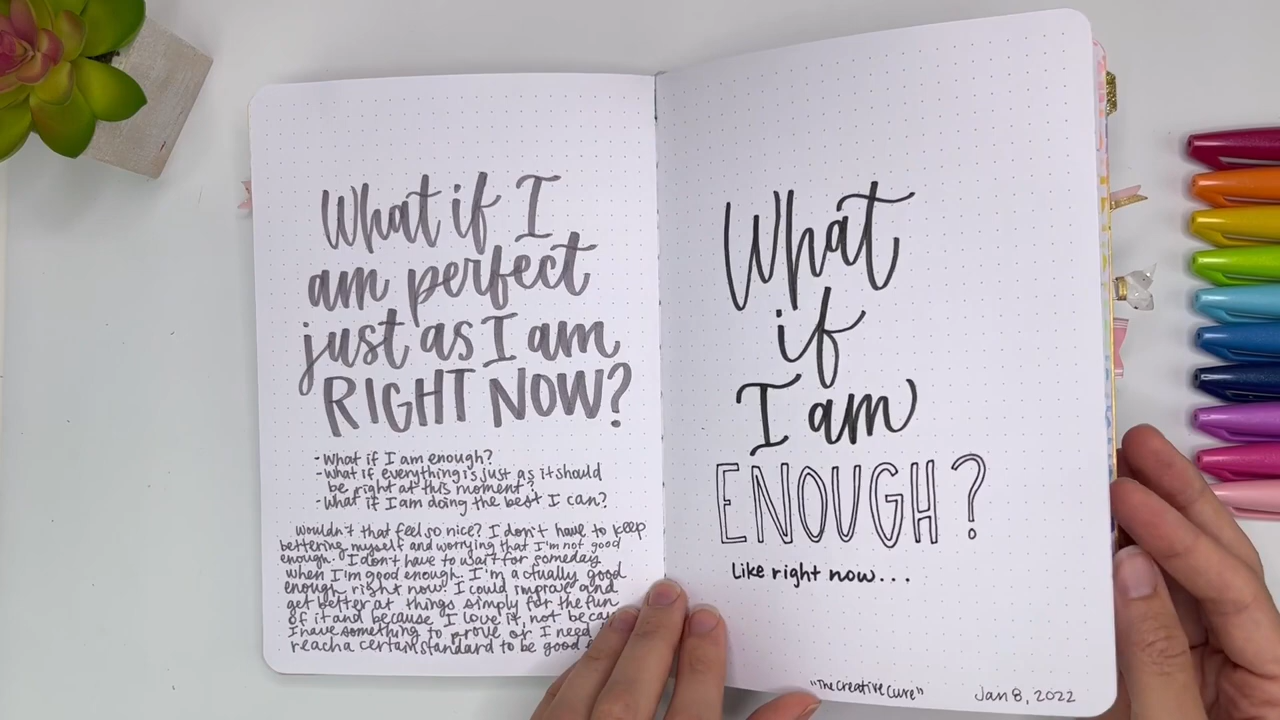 What if I
am perfect
just as I am
RIGHT NOW?
- What if I am enough?
- What if everything is just as it should
be right at this moment?
- What if I am doing the best I can?
Wouldn't that feel so nice? I don't have to keep
bettering myself and worrying that I'm not good
enough. I don't have to wait for someday
when I'm good enough. I'm actually good
enough right now! I could improve and
get better at things simply for the fun
of it and because I love it, not becau
I have something to prove or I need
reach a certain standard to be good
What
if
I am
ENOUGH?
Like right now...
"The Creative Cure"
Jan 8, 2022